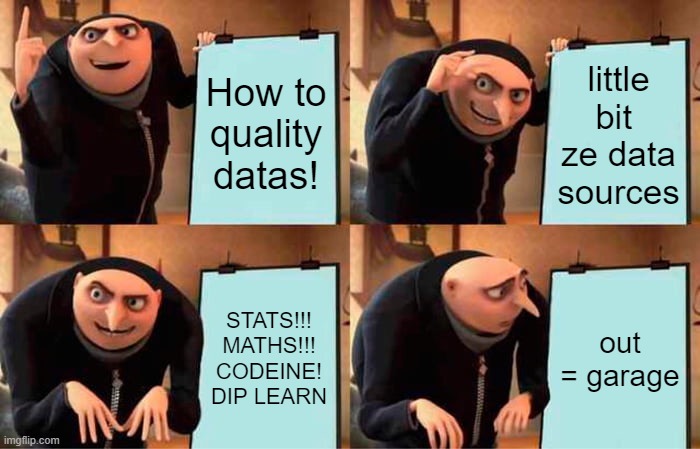 How to
quality
datas!
little
bit
ze data
sources
STATS!!!
MATHS!!!
CODEINE!
DIP LEARN
out
= garage
imgflip.com